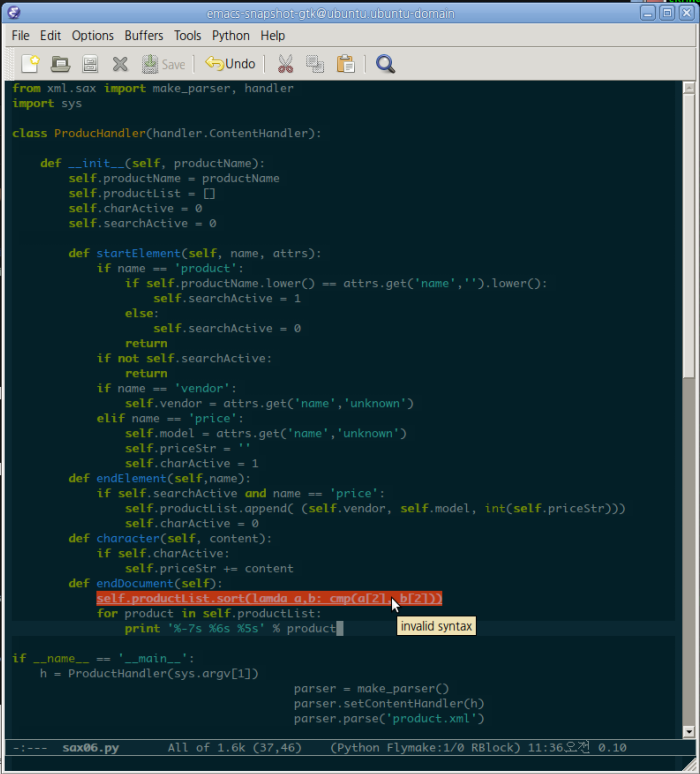 emacs-snapshot-gtk@ubuntu.ubuntu-domain
File Edit Options Buffers Tools Python Help
Save Undo
from xml.sax import make_parser, handler
import sys
class ProducHandler(handler.ContentHandler):
    def __init__(self, productName):
        self.productName = productName
        self.productList = []
        self.charActive = 0
        self.searchActive = 0
        def startElement(self, name, attrs):
            if name == 'product':
                if self.productName.lower() == attrs.get('name','').lower():
                    self.searchActive = 1
                else:
                    self.searchActive = 0
                return
            if not self.searchActive:
                return
            if name == 'vendor':
                self.vendor = attrs.get('name','unknown')
            elif name == 'price':
                self.model = attrs.get('name','unknown')
                self.priceStr = ''
                self.charActive = 1
        def endElement(self,name):
            if self.searchActive and name == 'price':
                self.productList.append( (self.vendor, self.model, int(self.priceStr)))
                self.charActive = 0
        def character(self, content):
            if self.charActive:
                self.priceStr += content
        def endDocument(self):
            self.productList.sort(lamda a,b: cmp(a[2], b[2]))
            for product in self.productList:
                print '%-7s %6s %5s' % product
invalid syntax
if __name__ == '__main__':
    h = ProductHandler(sys.argv[1])
                                        parser = make_parser()
                                        parser.setContentHandler(h)
                                        parser.parse('product.xml')
-:--- sax06.py All of 1.6k (37,46) (Python Flymake:1/0 RBlock) 11:36오전 0.10